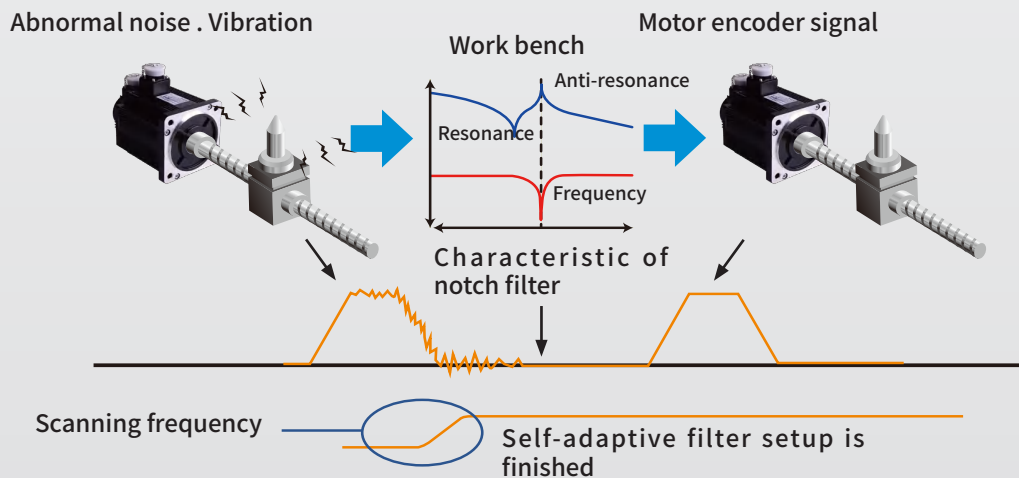 Abnormal noise . Vibration
Motor encoder signal
Work bench
Anti-resonance
Resonance
Frequency
Characteristic of
notch filter
Scanning frequency
Self-adaptive filter setup is
finished